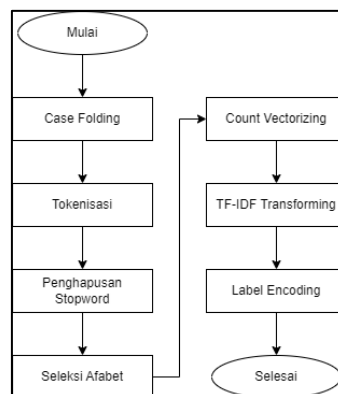 Mulai
Case Folding
Tokenisasi
Penghapusan
Stopword
Seleksi Afabet
Count Vectorizing
TF-IDF Transforming
Label Encoding
Selesai